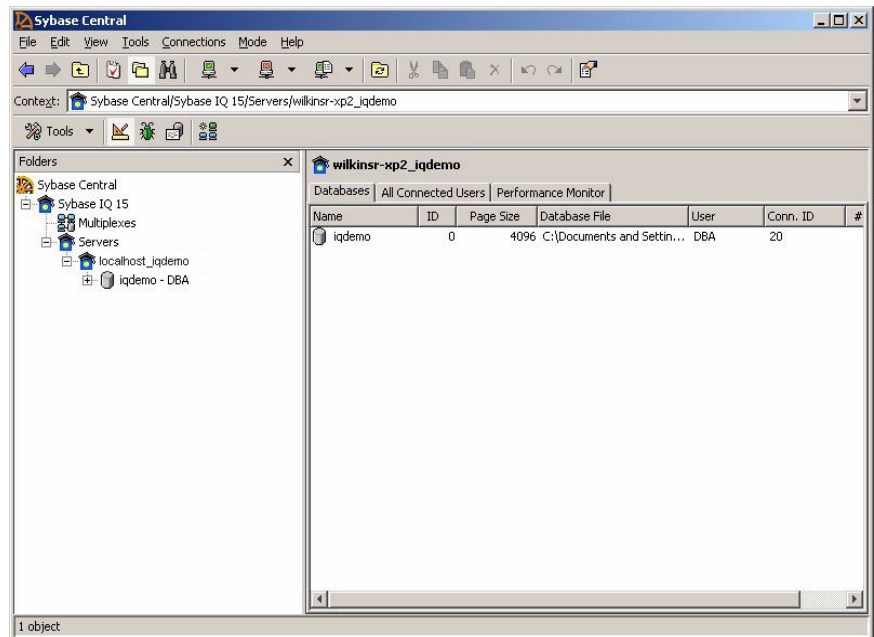 Sybase Central
File Edit View Tools Connections Mode Help
Context: Sybase Central/Sybase IQ 15/Servers/wilkinsr-xp2_iqdemo
Tools
Folders x
Sybase Central
Sybase IQ 15
Multiplexes
Servers
localhost_iqdemo
iqdemo - DBA
wilkinsr-xp2_iqdemo
Databases All Connected Users Performance Monitor
Name ID Page Size Database File User Conn. ID #
iqdemo 0 4096 C:\Documents and Settin... DBA 20
1 object